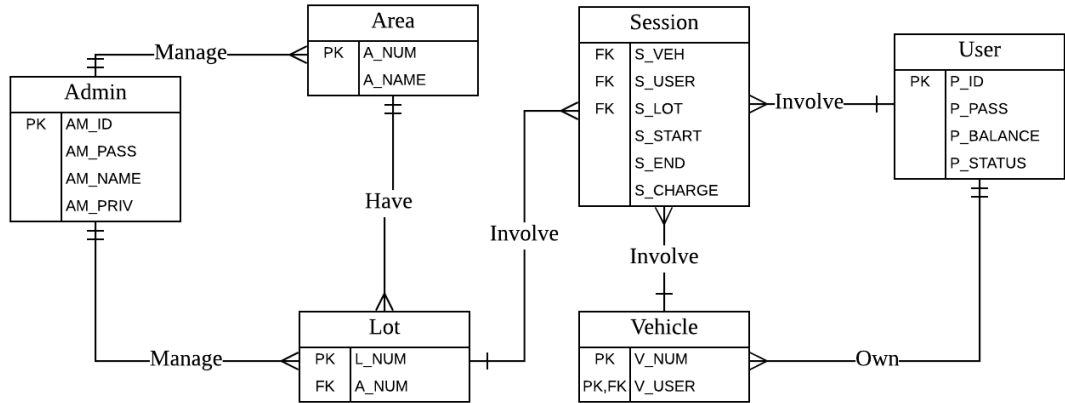 Area
PK A_NUM
A_NAME
Manage
Admin
PK AM_ID
AM_PASS
AM_NAME
AM_PRIV
Have
Manage
Lot
PK L_NUM
FK A_NUM
Involve
Session
FK S_VEH
FK S_USER
FK S_LOT
S_START
S_END
S_CHARGE
Involve
User
PK P_ID
P_PASS
P_BALANCE
P_STATUS
Involve
Vehicle
PK V_NUM
PK,FK V_USER
Own